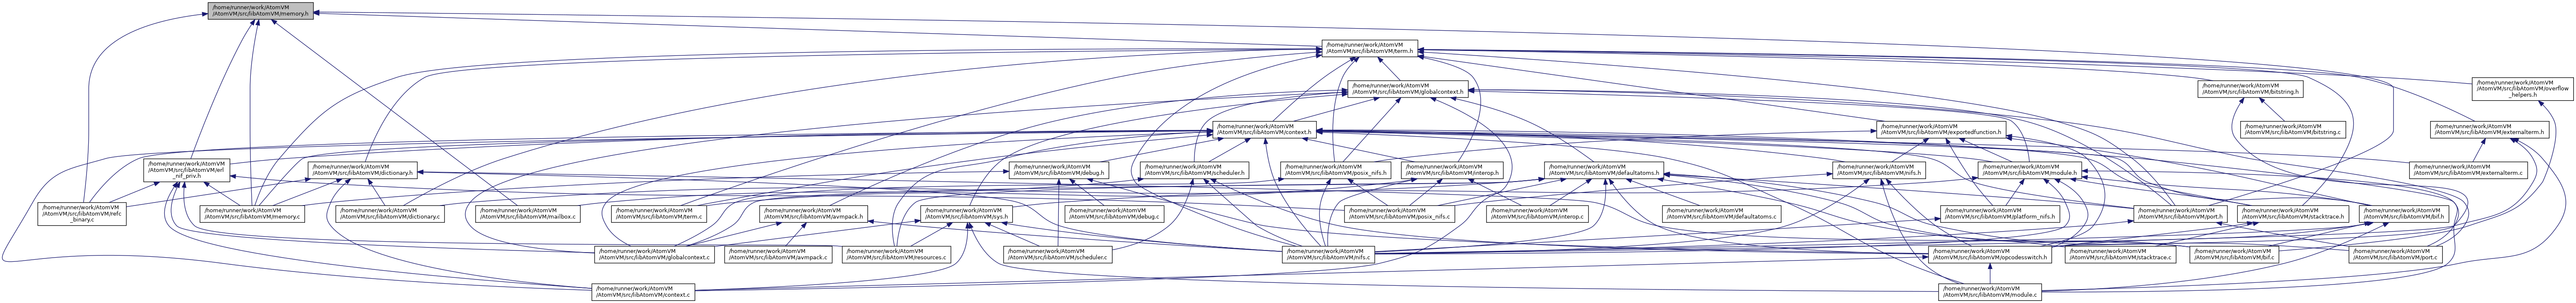 /home/runner/work/AtomVM
/AtomVM/src/libAtomVM/memory.h
/home/runner/work/AtomVM
/AtomVM/src/libAtomVM/term.h
/home/runner/work/AtomVM
/AtomVM/src/libAtomVM/globalcontext.h
/home/runner/work/AtomVM
/AtomVM/src/libAtomVM/bitstring.h
/home/runner/work/AtomVM
/AtomVM/src/libAtomVM/overflow
_helpers.h
/home/runner/work/AtomVM
/AtomVM/src/libAtomVM/context.h
/home/runner/work/AtomVM
/AtomVM/src/libAtomVM/exportedfunction.h
/home/runner/work/AtomVM
/AtomVM/src/libAtomVM/bitstring.c
/home/runner/work/AtomVM
/AtomVM/src/libAtomVM/externalterm.h
/home/runner/work/AtomVM
/AtomVM/src/libAtomVM/erl
_nif_priv.h
/home/runner/work/AtomVM
/AtomVM/src/libAtomVM/dictionary.h
/home/runner/work/AtomVM
/AtomVM/src/libAtomVM/debug.h
/home/runner/work/AtomVM
/AtomVM/src/libAtomVM/scheduler.h
/home/runner/work/AtomVM
/AtomVM/src/libAtomVM/posix_nifs.h
/home/runner/work/AtomVM
/AtomVM/src/libAtomVM/interop.h
/home/runner/work/AtomVM
/AtomVM/src/libAtomVM/defaultatoms.h
/home/runner/work/AtomVM
/AtomVM/src/libAtomVM/nifs.h
/home/runner/work/AtomVM
/AtomVM/src/libAtomVM/module.h
/home/runner/work/AtomVM
/AtomVM/src/libAtomVM/externalterm.c
/home/runner/work/AtomVM
/AtomVM/src/libAtomVM/refc
_binary.c
/home/runner/work/AtomVM
/AtomVM/src/libAtomVM/memory.c
/home/runner/work/AtomVM
/AtomVM/src/libAtomVM/dictionary.c
/home/runner/work/AtomVM
/AtomVM/src/libAtomVM/mailbox.c
/home/runner/work/AtomVM
/AtomVM/src/libAtomVM/term.c
/home/runner/work/AtomVM
/AtomVM/src/libAtomVM/avmpack.h
/home/runner/work/AtomVM
/AtomVM/src/libAtomVM/sys.h
/home/runner/work/AtomVM
/AtomVM/src/libAtomVM/debug.c
/home/runner/work/AtomVM
/AtomVM/src/libAtomVM/posix_nifs.c
/home/runner/work/AtomVM
/AtomVM/src/libAtomVM/interop.c
/home/runner/work/AtomVM
/AtomVM/src/libAtomVM/defaultatoms.c
/home/runner/work/AtomVM
/AtomVM/src/libAtomVM/platform_nifs.h
/home/runner/work/AtomVM
/AtomVM/src/libAtomVM/port.h
/home/runner/work/AtomVM
/AtomVM/src/libAtomVM/stacktrace.h
/home/runner/work/AtomVM
/AtomVM/src/libAtomVM/bif.h
/home/runner/work/AtomVM
/AtomVM/src/libAtomVM/globalcontext.c
/home/runner/work/AtomVM
/AtomVM/src/libAtomVM/avmpack.c
/home/runner/work/AtomVM
/AtomVM/src/libAtomVM/resources.c
/home/runner/work/AtomVM
/AtomVM/src/libAtomVM/scheduler.c
/home/runner/work/AtomVM
/AtomVM/src/libAtomVM/nifs.c
/home/runner/work/AtomVM
/AtomVM/src/libAtomVM/opcodesswitch.h
/home/runner/work/AtomVM
/AtomVM/src/libAtomVM/stacktrace.c
/home/runner/work/AtomVM
/AtomVM/src/libAtomVM/bif.c
/home/runner/work/AtomVM
/AtomVM/src/libAtomVM/port.c
/home/runner/work/AtomVM
/AtomVM/src/libAtomVM/context.c
/home/runner/work/AtomVM
/AtomVM/src/libAtomVM/module.c